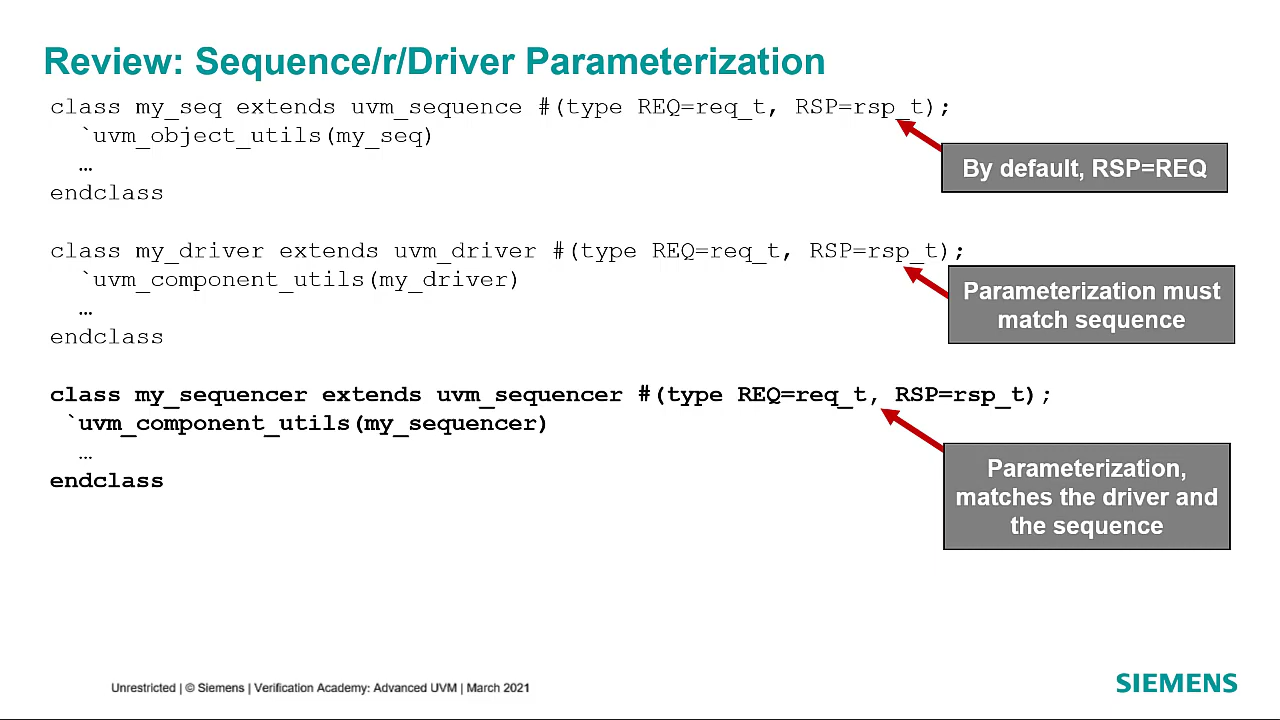 Review: Sequence/r/Driver Parameterization
class my_seq extends uvm_sequence #(type REQ=req_t, RSP=rsp_t);
  `uvm_object_utils(my_seq)
  …
endclass
By default, RSP=REQ
class my_driver extends uvm_driver #(type REQ=req_t, RSP=rsp_t);
   `uvm_component_utils(my_driver)
  …
endclass
Parameterization must
match sequence
class my_sequencer extends uvm_sequencer #(type REQ=req_t, RSP=rsp_t);
 `uvm_component_utils(my_sequencer)
  …
endclass
Parameterization,
matches the driver and
the sequence
Unrestricted | © Siemens | Verification Academy: Advanced UVM | March 2021
SIEMENS